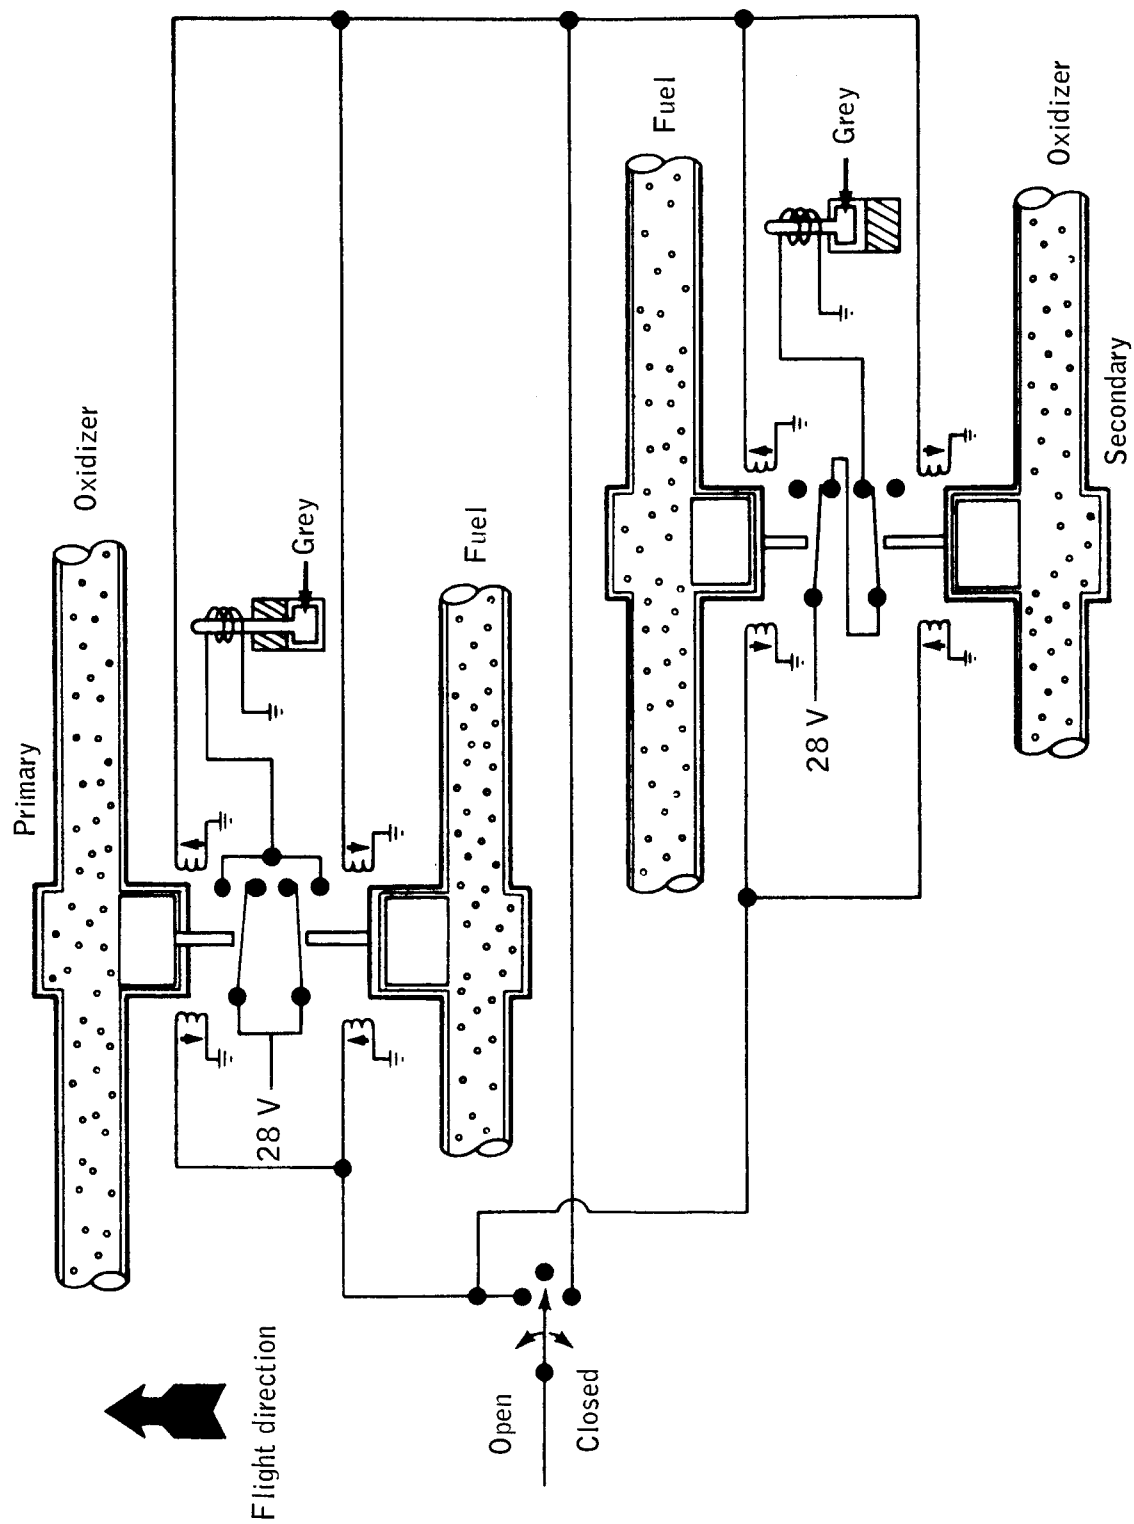 Primary
Oxidizer
Grey
Fuel
28 V
Flight direction
Open
Closed
Fuel
Grey
28 V
Oxidizer
Secondary